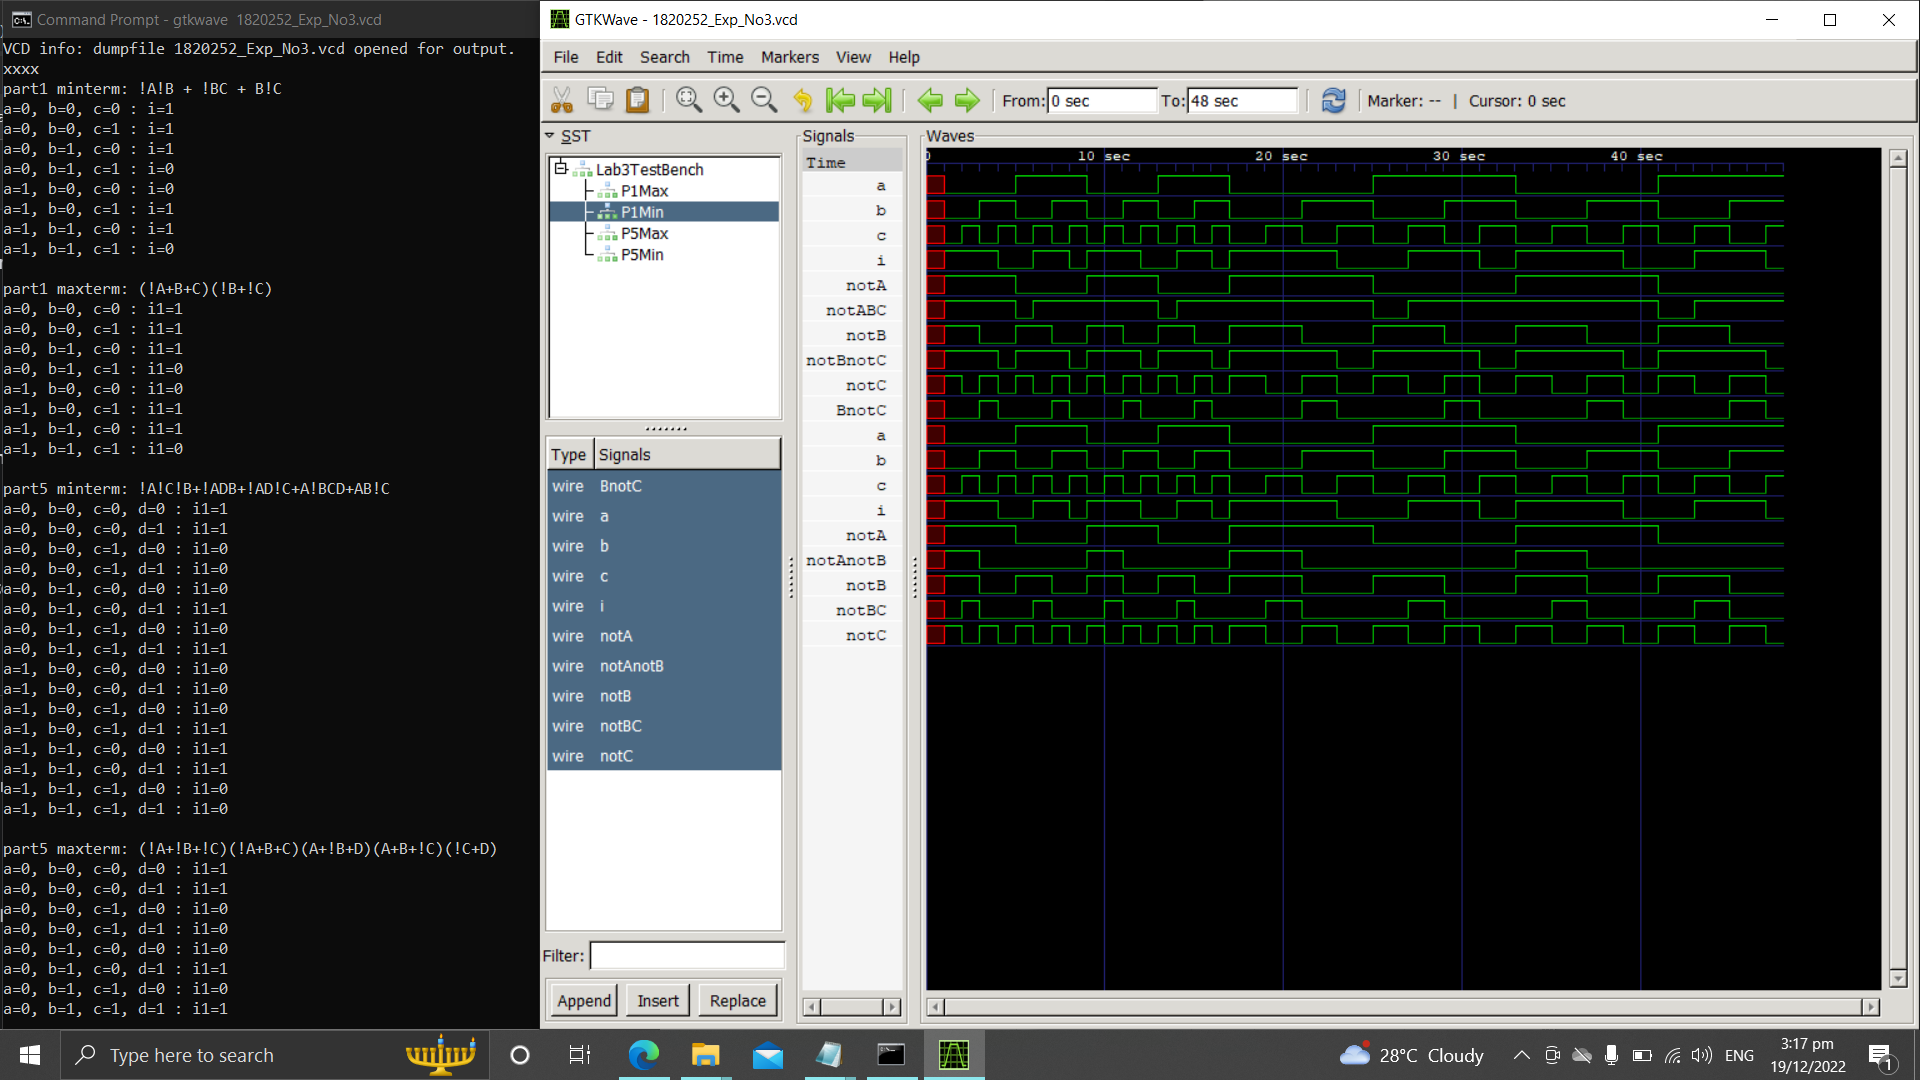 Command Prompt - gtkwave 1820252_Exp_No3.vcd
VCD info: dumpfile 1820252_Exp_No3.vcd opened for output.
xxxx
part1 minterm: !A!B + !BC + B!C
a=0, b=0, c=0 : i=1
a=0, b=0, c=1 : i=1
a=0, b=1, c=0 : i=1
a=0, b=1, c=1 : i=0
a=1, b=0, c=0 : i=0
a=1, b=0, c=1 : i=1
a=1, b=1, c=0 : i=1
a=1, b=1, c=1 : i=0
part1 maxterm: (!A+B+C)(!B+!C)
a=0, b=0, c=0 : i1=1
a=0, b=0, c=1 : i1=1
a=0, b=1, c=0 : i1=1
a=0, b=1, c=1 : i1=0
a=1, b=0, c=0 : i1=0
a=1, b=0, c=1 : i1=1
a=1, b=1, c=0 : i1=1
a=1, b=1, c=1 : i1=0
part5 minterm: !A!C!B+!ADB+!AD!C+A!BCD+AB!C
a=0, b=0, c=0, d=0 : i1=1
a=0, b=0, c=0, d=1 : i1=1
a=0, b=0, c=1, d=0 : i1=0
a=0, b=0, c=1, d=1 : i1=0
a=0, b=1, c=0, d=0 : i1=0
a=0, b=1, c=0, d=1 : i1=1
a=0, b=1, c=1, d=0 : i1=0
a=0, b=1, c=1, d=1 : i1=1
a=1, b=0, c=0, d=0 : i1=0
a=1, b=0, c=0, d=1 : i1=0
a=1, b=0, c=1, d=0 : i1=0
a=1, b=0, c=1, d=1 : i1=1
a=1, b=1, c=0, d=0 : i1=1
a=1, b=1, c=0, d=1 : i1=1
a=1, b=1, c=1, d=0 : i1=0
a=1, b=1, c=1, d=1 : i1=0
part5 maxterm: (!A+!B+!C)(!A+B+C)(A+!B+D)(A+B+!C)(!C+D)
a=0, b=0, c=0, d=0 : i1=1
a=0, b=0, c=0, d=1 : i1=1
a=0, b=0, c=1, d=0 : i1=0
a=0, b=0, c=1, d=1 : i1=0
a=0, b=1, c=0, d=0 : i1=0
a=0, b=1, c=0, d=1 : i1=1
a=0, b=1, c=1, d=0 : i1=0
a=0, b=1, c=1, d=1 : i1=1
GTKWave - 1820252_Exp_No3.vcd
File Edit Search Time Markers View Help
From: 0 sec To: 48 sec Marker: -- | Cursor: 0 sec
SST
Lab3TestBench
P1Max
P1Min
P5Max
P5Min
Type Signals
wire BnotC
wire a
wire b
wire c
wire i
wire notA
wire notAnotB
wire notB
wire notBC
wire notC
Filter:
Append Insert Replace
Signals
Time
a
b
c
i
notA
notABC
notB
notBnotC
notC
BnotC
a
b
c
i
notA
notAnotB
notB
notBC
notC
Waves
0 10 sec 20 sec 30 sec 40 sec
Type here to search
28°C Cloudy
ENG
3:17 pm
19/12/2022
1